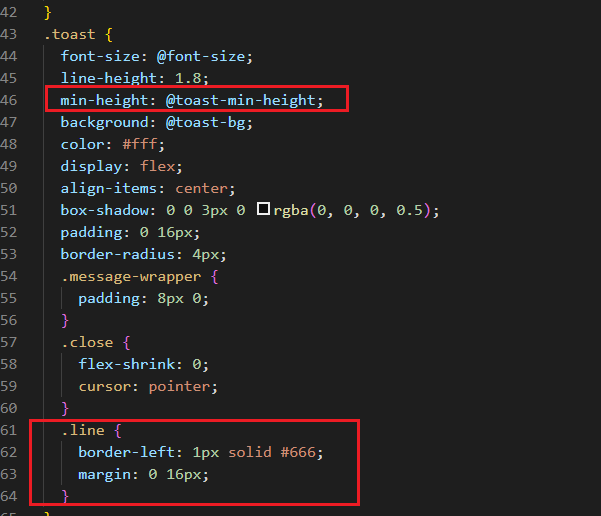 42 }
43 .toast {
44 font-size: @font-size;
45 line-height: 1.8;
46 min-height: @toast-min-height;
47 background: @toast-bg;
48 color: #fff;
49 display: flex;
50 align-items: center;
51 box-shadow: 0 0 3px 0 rgba(0, 0, 0, 0.5);
52 padding: 0 16px;
53 border-radius: 4px;
54 .message-wrapper {
55 padding: 8px 0;
56 }
57 .close {
58 flex-shrink: 0;
59 cursor: pointer;
60 }
61 .line {
62 border-left: 1px solid #666;
63 margin: 0 16px;
64 }
65 }